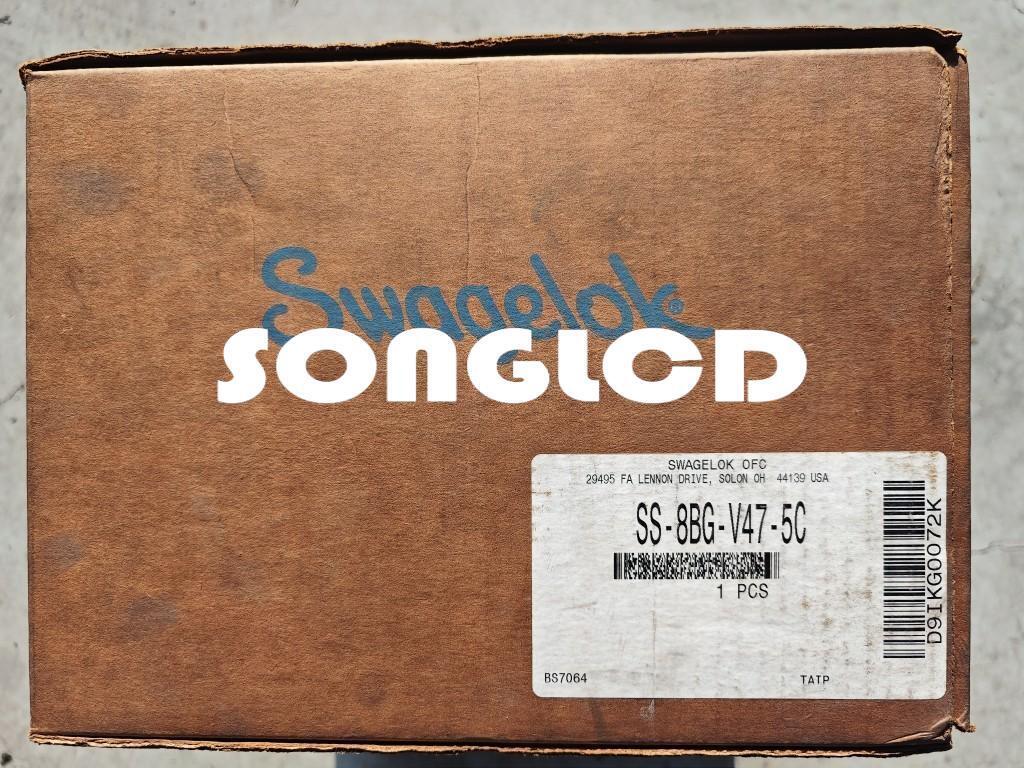 Swagelok®
SONGLCD
SWAGELOK OFC
29495 FA LENNON DRIVE, SOLON OH 44139 USA
SS-8BG-V47-5C
1 PCS
D9IKG0072K
BS7064
TATP